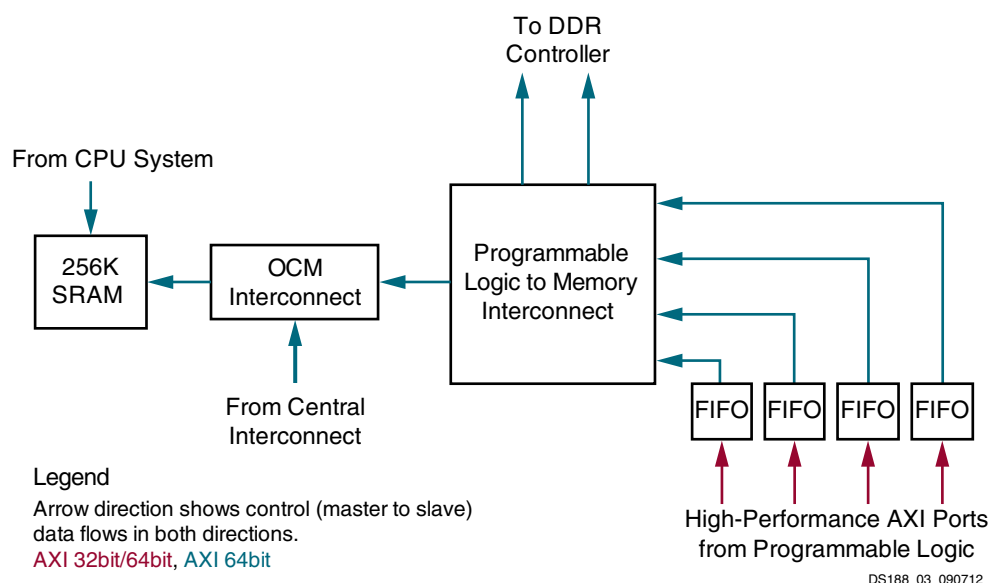 To DDR
Controller
From CPU System
256K
SRAM
OCM
Interconnect
Programmable
Logic to Memory
Interconnect
From Central
Interconnect
FIFO FIFO FIFO FIFO
High-Performance AXI Ports
from Programmable Logic
Legend
Arrow direction shows control (master to slave)
data flows in both directions.
AXI 32bit/64bit, AXI 64bit
DS188_03_090712